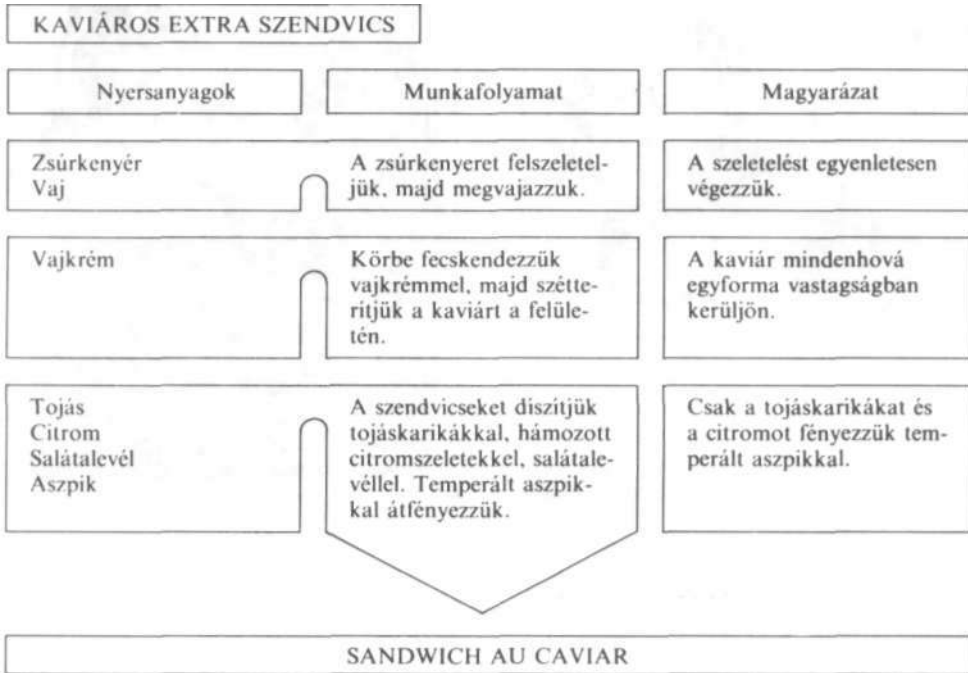 KAVIÁROS EXTRA SZENDVICS
Nyersanyagok
Munkafolyamat
Magyarázat
Zsúrkenyér
Vaj
A zsúrkenyeret felszeletel-
jük, majd megvajazzuk.
A szeletelést egyenletesen
végezzük.
Vajkrém
Körbe fecskendezzük
vajkrémmel, majd szétte-
rítjük a kaviárt a felüle-
tén.
A kaviár mindenhová
egyforma vastagságban
kerüljön.
Tojás
Citrom
Salátalevél
Aszpik
A szendvicseket díszítjük
tojáskarikákkal, hámozott
citromszeletekkel, salátale-
véllel. Temperált aszpik-
kal átfényezzük.
Csak a tojáskarikákat és
a citromot fényezzük tem-
perált aszpikkal.
SANDWICH AU CAVIAR